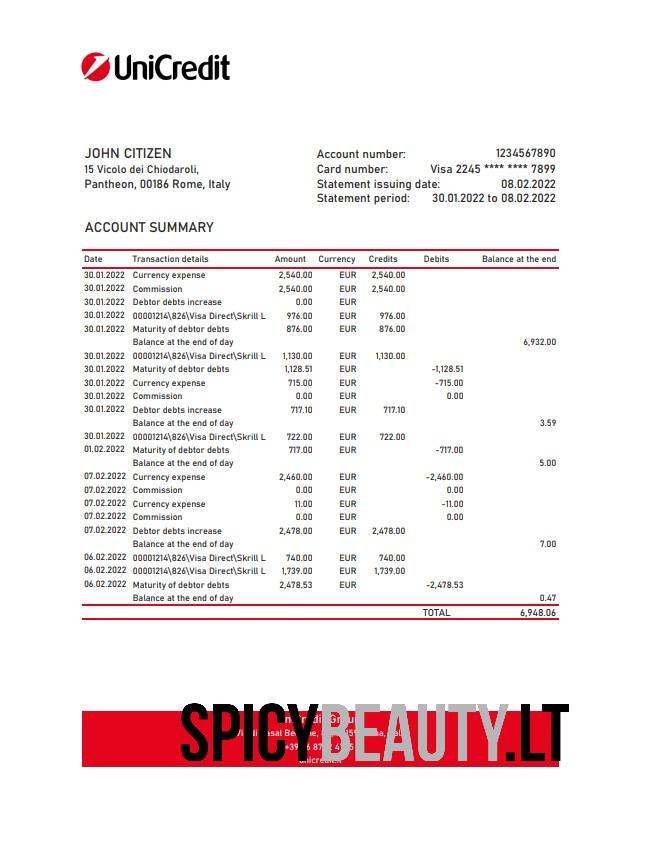 UniCredit
JOHN CITIZEN
15 Vicolo dei Chiodaroli,
Pantheon, 00186 Rome, Italy
Account number: 1234567890
Card number: Visa 2245 **** **** 7899
Statement issuing date: 08.02.2022
Statement period: 30.01.2022 to 08.02.2022
ACCOUNT SUMMARY
Date Transaction details Amount Currency Credits Debits Balance at the end
30.01.2022 Currency expense 2,540.00 EUR 2,540.00
30.01.2022 Commission 2,540.00 EUR 2,540.00
30.01.2022 Debtor debts increase 0.00 EUR
30.01.2022 00001214\826\Visa Direct\Skrill L 976.00 EUR 976.00
30.01.2022 Maturity of debtor debts 876.00 EUR 876.00
Balance at the end of day 6,932.00
30.01.2022 00001214\826\Visa Direct\Skrill L 1,130.00 EUR 1,130.00
30.01.2022 Maturity of debtor debts 1,128.51 EUR -1,128.51
30.01.2022 Currency expense 715.00 EUR -715.00
30.01.2022 Commission 0.00 EUR 0.00
30.01.2022 Debtor debts increase 717.10 EUR 717.10
Balance at the end of day 3.59
30.01.2022 00001214\826\Visa Direct\Skrill L 722.00 EUR 722.00
01.02.2022 Maturity of debtor debts 717.00 EUR -717.00
Balance at the end of day 5.00
07.02.2022 Currency expense 2,460.00 EUR -2,460.00
07.02.2022 Commission 0.00 EUR 0.00
07.02.2022 Currency expense 11.00 EUR -11.00
07.02.2022 Commission 0.00 EUR 0.00
07.02.2022 Debtor debts increase 2,478.00 EUR 2,478.00
Balance at the end of day 7.00
06.02.2022 00001214\826\Visa Direct\Skrill L 740.00 EUR 740.00
06.02.2022 00001214\826\Visa Direct\Skrill L 1,739.00 EUR 1,739.00
06.02.2022 Maturity of debtor debts 2,478.53 EUR -2,478.53
Balance at the end of day 0.47
TOTAL 6,948.06
SPICYBEAUTY.LT
unicredit.it